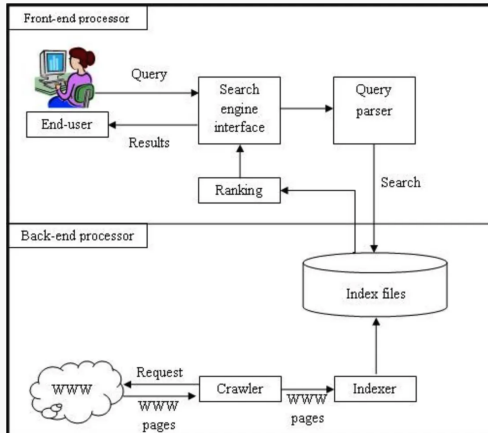 Front-end processor
Query
Search
engine
interface
Query
parser
End-user
Results
Ranking
Search
Back-end processor
Index files
WWW
Request
Crawler
Indexer
WWW
pages
WWW
pages